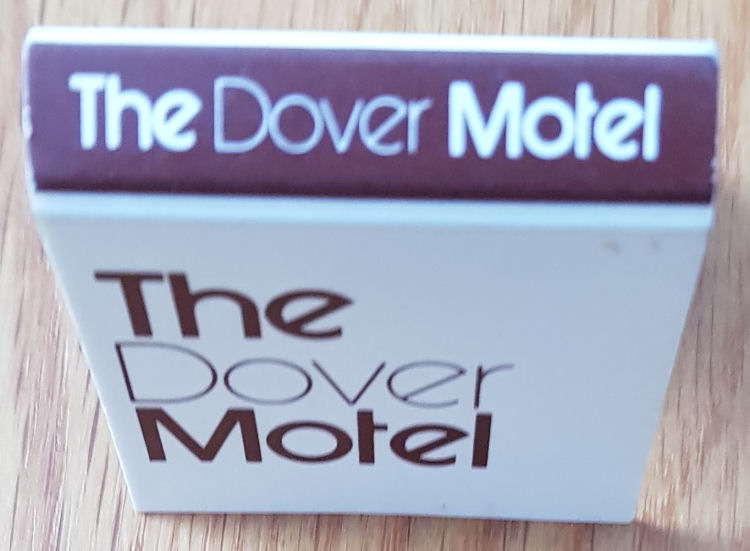 The Dover Motel
The
Dover
Motel